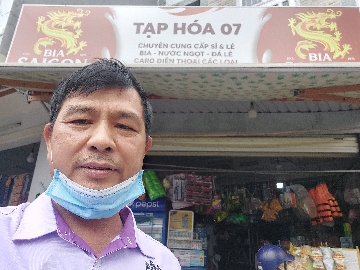 TẠP HÓA 07
CHUYÊN CUNG CẤP SỈ & LẺ
BIA - NƯỚC NGỌT - ĐÁ LẺ
CARD ĐIỆN THOẠI CÁC LOẠI
BIA
SAIGON
BIA
pepsi